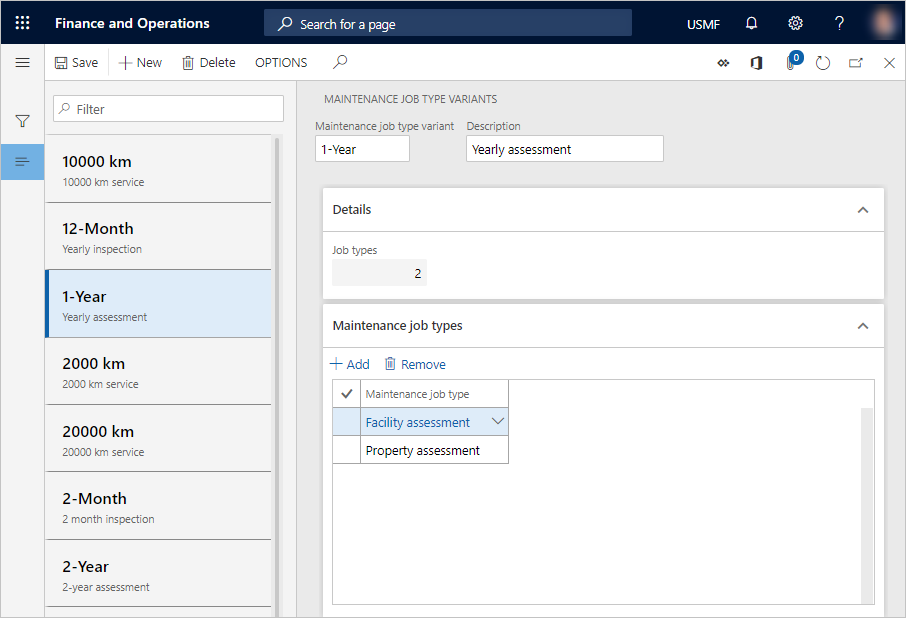 Finance and Operations
Search for a page
USMF
?
Save
New
Delete
OPTIONS
0
Filter
10000 km
10000 km service
12-Month
Yearly inspection
1-Year
Yearly assessment
2000 km
2000 km service
20000 km
20000 km service
2-Month
2 month inspection
2-Year
2-year assessment
MAINTENANCE JOB TYPE VARIANTS
Maintenance job type variant Description
1-Year Yearly assessment
Details
Job types
2
Maintenance job types
Add Remove
Maintenance job type
Facility assessment
Property assessment